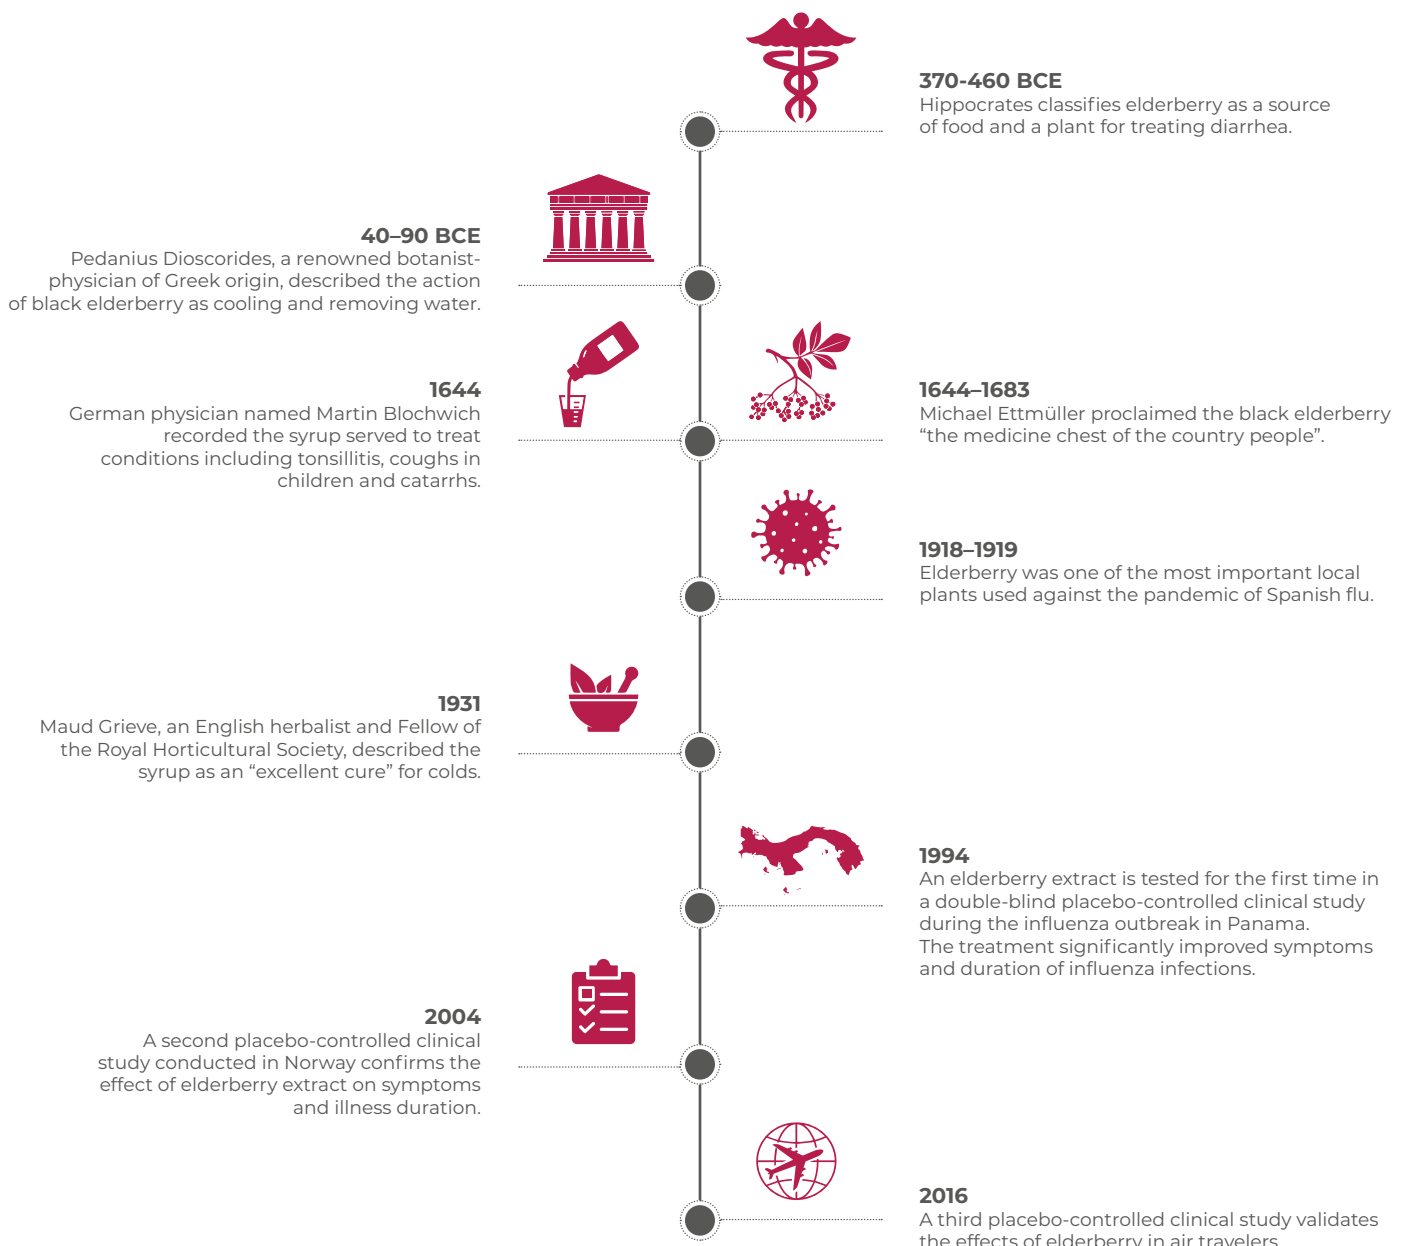 370-460 BCE
Hippocrates classifies elderberry as a source
of food and a plant for treating diarrhea.
40–90 BCE
Pedanius Dioscorides, a renowned botanist-
physician of Greek origin, described the action
of black elderberry as cooling and removing water.
1644
German physician named Martin Blochwich
recorded the syrup served to treat
conditions including tonsillitis, coughs in
children and catarrhs.
1644–1683
Michael Ettmüller proclaimed the black elderberry
“the medicine chest of the country people”.
1918–1919
Elderberry was one of the most important local
plants used against the pandemic of Spanish flu.
1931
Maud Grieve, an English herbalist and Fellow of
the Royal Horticultural Society, described the
syrup as an “excellent cure” for colds.
1994
An elderberry extract is tested for the first time in
a double-blind placebo-controlled clinical study
during the influenza outbreak in Panama.
The treatment significantly improved symptoms
and duration of influenza infections.
2004
A second placebo-controlled clinical
study conducted in Norway confirms the
effect of elderberry extract on symptoms
and illness duration.
2016
A third placebo-controlled clinical study validates
the effects of elderberry in air travelers